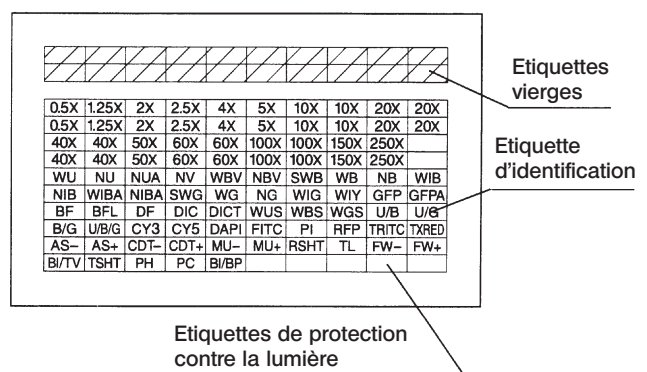 Etiquettes
vierges
0.5X 1.25X 2X 2.5X 4X 5X 10X 10X 20X 20X
0.5X 1.25X 2X 2.5X 4X 5X 10X 10X 20X 20X
40X 40X 50X 60X 60X 100X 100X 150X 250X
40X 40X 50X 60X 60X 100X 100X 150X 250X
Etiquette
d'identification
WU NU NUA NV WBV NBV SWB WB NB WIB
NIB WIBA NIBA SWG WG NG WIG WIY GFP GFPA
BF BFL DF DIC DICT WUS WBS WGS U/B U/G
B/G U/B/G CY3 CY5 DAPI FITC PI RFP TRITC TXRED
AS− AS+ CDT− CDT+ MU− MU+ RSHT TL FW− FW+
BI/TV TSHT PH PC BI/BP
Etiquettes de protection
contre la lumière